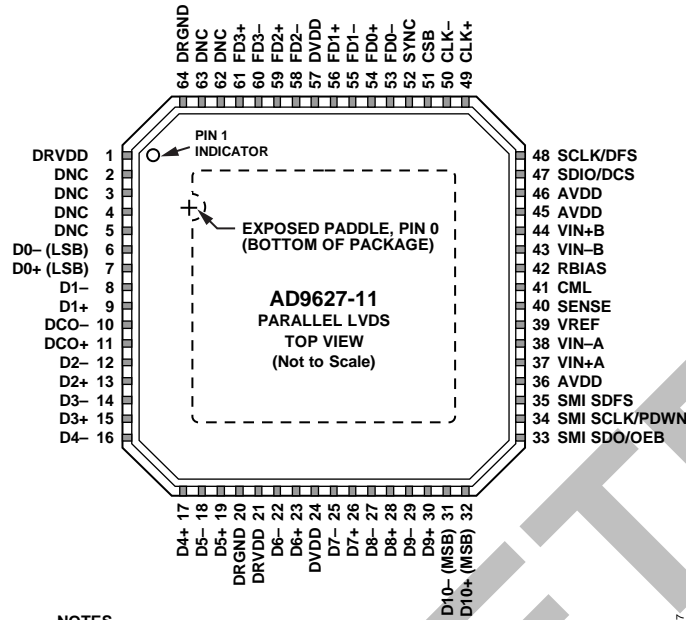 64 DRGND
63 DNC
62 DNC
61 FD3+
60 FD3–
59 FD2+
58 FD2–
57 DVDD
56 FD1+
55 FD1–
54 FD0+
53 FD0–
52 SYNC
51 CSB
50 CLK–
49 CLK+
PIN 1
INDICATOR
DRVDD 1
DNC 2
DNC 3
DNC 4
DNC 5
D0– (LSB) 6
D0+ (LSB) 7
D1– 8
D1+ 9
DCO– 10
DCO+ 11
D2– 12
D2+ 13
D3– 14
D3+ 15
D4– 16
EXPOSED PADDLE, PIN 0
(BOTTOM OF PACKAGE)
AD9627-11
PARALLEL LVDS
TOP VIEW
(Not to Scale)
48 SCLK/DFS
47 SDIO/DCS
46 AVDD
45 AVDD
44 VIN+B
43 VIN–B
42 RBIAS
41 CML
40 SENSE
39 VREF
38 VIN–A
37 VIN+A
36 AVDD
35 SMI SDFS
34 SMI SCLK/PDWN
33 SMI SDO/OEB
D4+ 17
D5– 18
D5+ 19
DRGND 20
DRVDD 21
D6– 22
D6+ 23
DVDD 24
D7– 25
D7+ 26
D8– 27
D8+ 28
D9– 29
D9+ 30
D10– (MSB) 31
D10+ (MSB) 32
NOTES